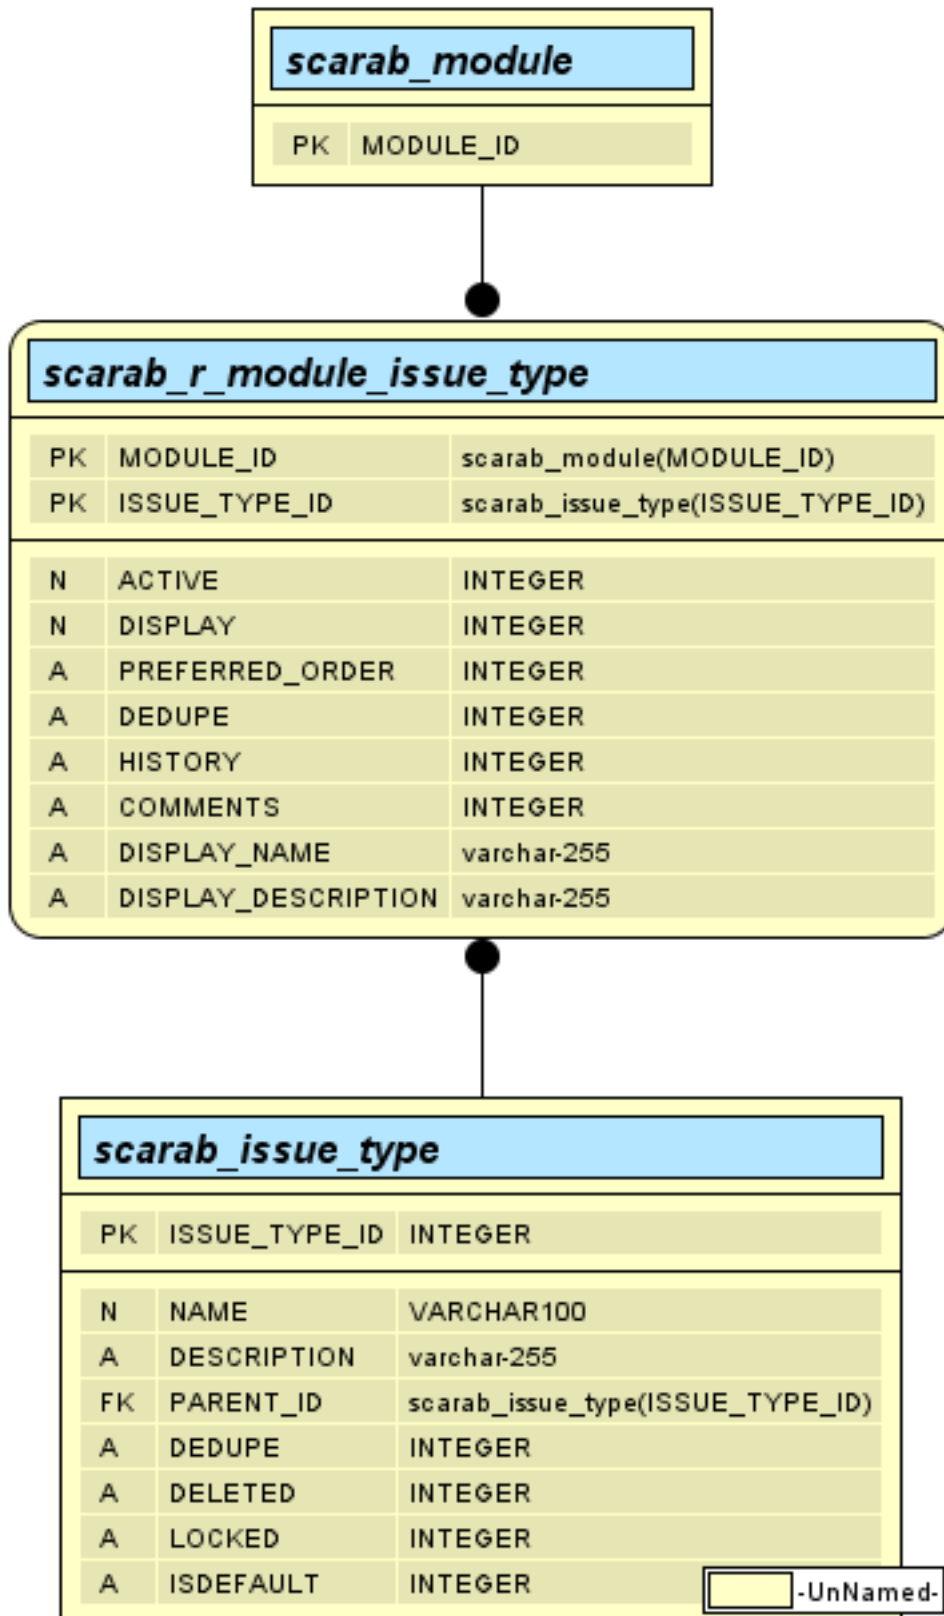 scarab_module
PK MODULE_ID
scarab_r_module_issue_type
PK MODULE_ID scarab_module(MODULE_ID)
PK ISSUE_TYPE_ID scarab_issue_type(ISSUE_TYPE_ID)
N ACTIVE INTEGER
N DISPLAY INTEGER
A PREFERRED_ORDER INTEGER
A DEDUPE INTEGER
A HISTORY INTEGER
A COMMENTS INTEGER
A DISPLAY_NAME varchar-255
A DISPLAY_DESCRIPTION varchar-255
scarab_issue_type
PK ISSUE_TYPE_ID INTEGER
N NAME VARCHAR100
A DESCRIPTION varchar-255
FK PARENT_ID scarab_issue_type(ISSUE_TYPE_ID)
A DEDUPE INTEGER
A DELETED INTEGER
A LOCKED INTEGER
A ISDEFAULT INTEGER
-UnNamed-